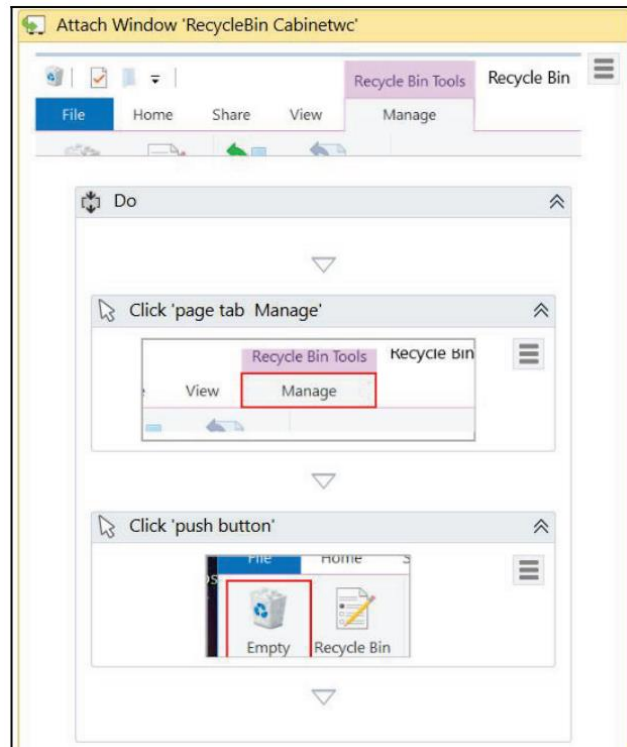 Attach Window 'RecycleBin Cabinetwc'
Recycle Bin Tools Recycle Bin
File Home Share View Manage
Do
Click 'page tab Manage'
Recycle Bin Tools Recycle Bin
View Manage
Click 'push button'
File Home S
Empty Recycle Bin